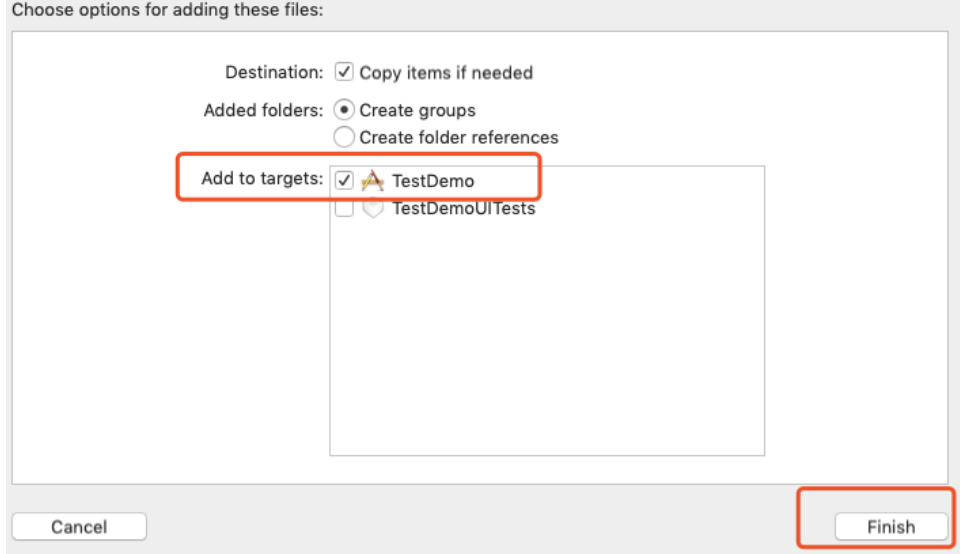 Choose options for adding these files:
Destination: Copy items if needed
Added folders: Create groups
Create folder references
Add to targets: TestDemo
TestDemoUITests
Cancel Finish